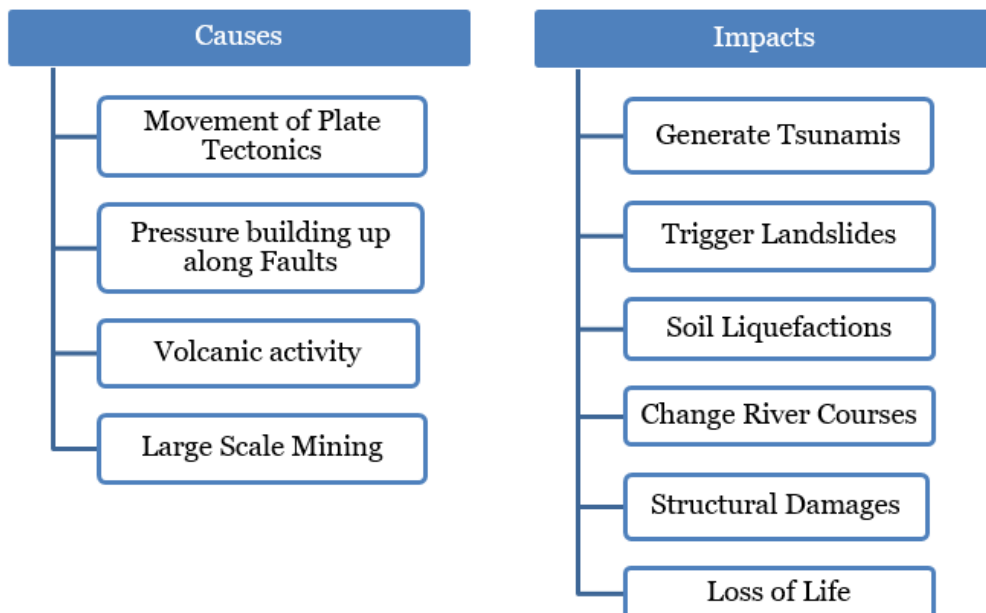 Causes
Movement of Plate
Tectonics
Pressure building up
along Faults
Volcanic activity
Large Scale Mining
Impacts
Generate Tsunamis
Trigger Landslides
Soil Liquefactions
Change River Courses
Structural Damages
Loss of Life